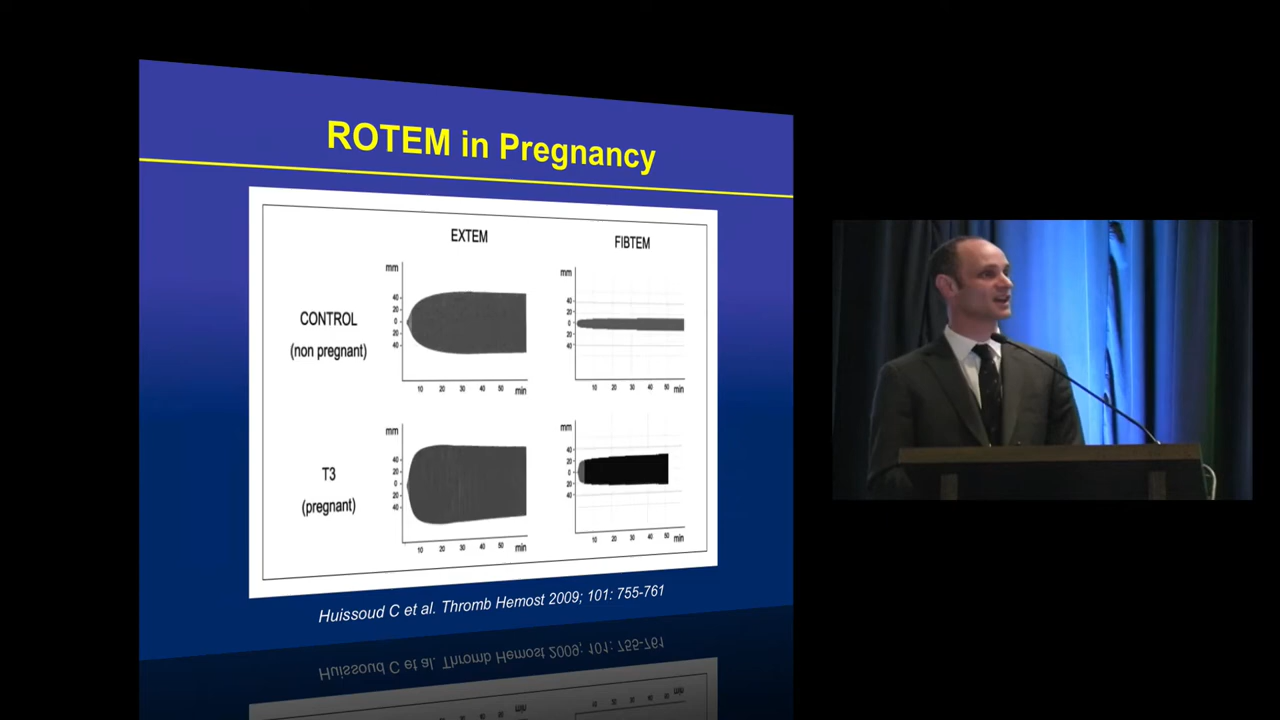 ROTEM in Pregnancy
EXTEM
FIBTEM
CONTROL
(non pregnant)
mm
40
20
0
20
40
10 20 30 40 50 min
mm
40
20
0
20
40
10 20 30 40 50 min
T3
(pregnant)
mm
40
20
0
20
40
10 20 30 40 50 min
mm
40
20
0
20
40
10 20 30 40 50 min
Huissoud C et al. Thromb Hemost 2009; 101: 755-761